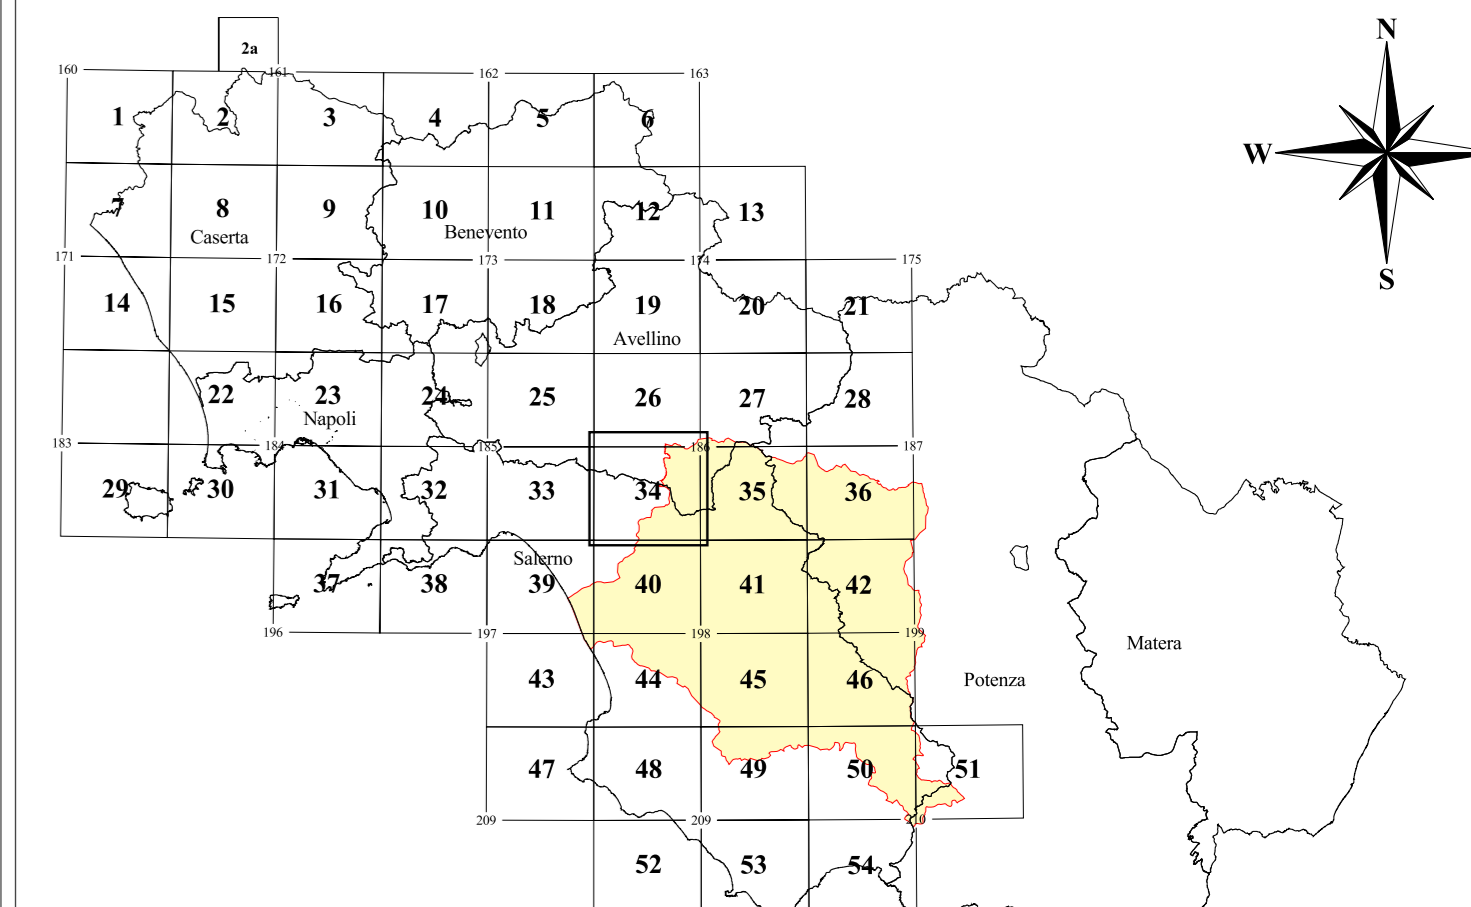 N
2a
160 161 162 163
1 2 3 4 5 6
W
7 8 9 10 11 12 13
Caserta Benevento
171 172 173 174 175
S
14 15 16 17 18 19 20 21
Avellino
22 23 24 25 26 27 28
Napoli
183 184 185 186 187
29 30 31 32 33 34 35 36
Salerno
37 38 39 40 41 42
196 197 198 199
Matera
43 44 45 46 Potenza
47 48 49 50 51
209 209 210
52 53 54